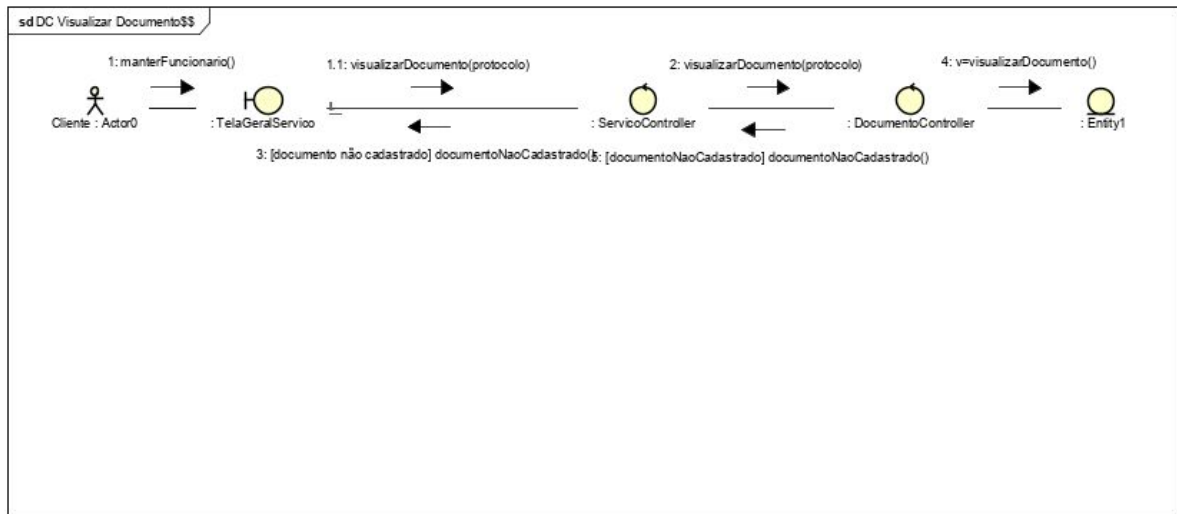 sd DC Visualizar Documento$$
1: manterFuncionario()
1.1: visualizarDocumento(protocolo)
2: visualizarDocumento(protocolo)
4: v=visualizarDocumento()
Cliente : Actor0
: TelaGeralServico
: ServicoController
: DocumentoController
: Entity1
3: [documento não cadastrado] documentoNaoCadastrado()
5: [documentoNaoCadastrado] documentoNaoCadastrado()